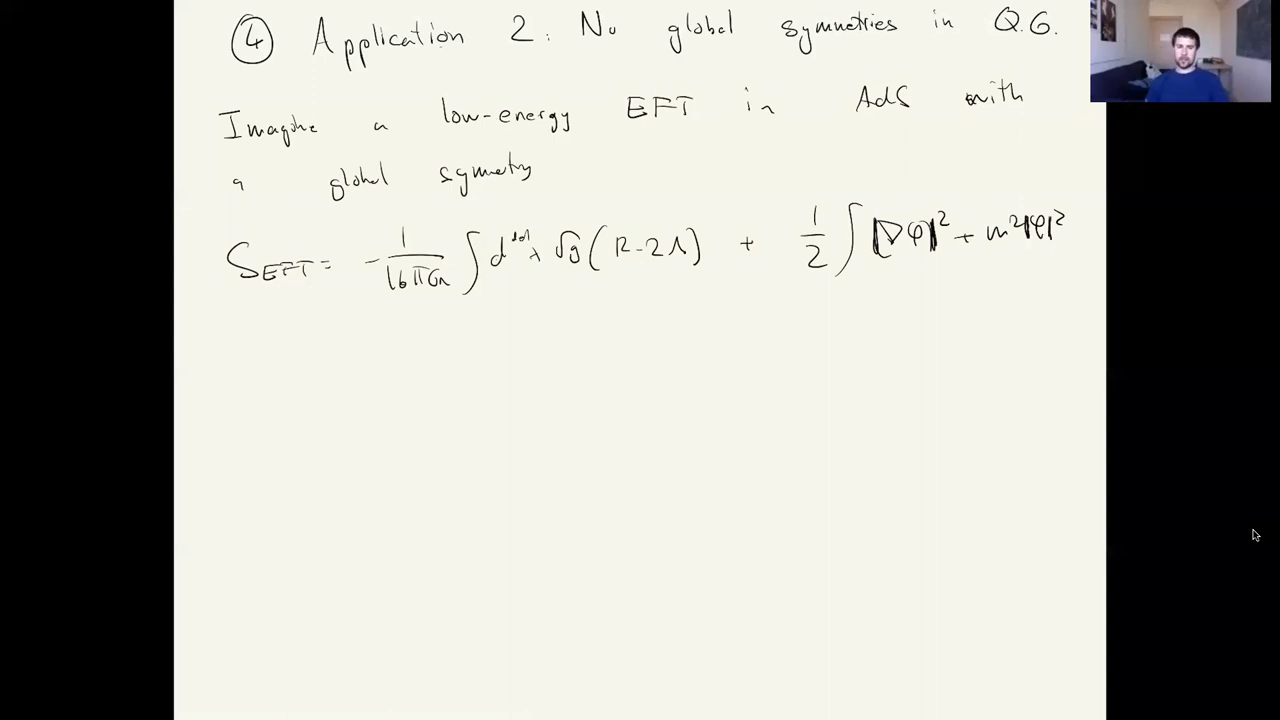 ④ Application 2: No global symmetries in Q.G.
Imagine a low-energy EFT in AdS with
a global symmetry
S_EFT = - 1/(16πG_N) ∫ d^{d+1}x √g (R - 2Λ) + 1/2 ∫ |∇φ|² + m²|φ|²